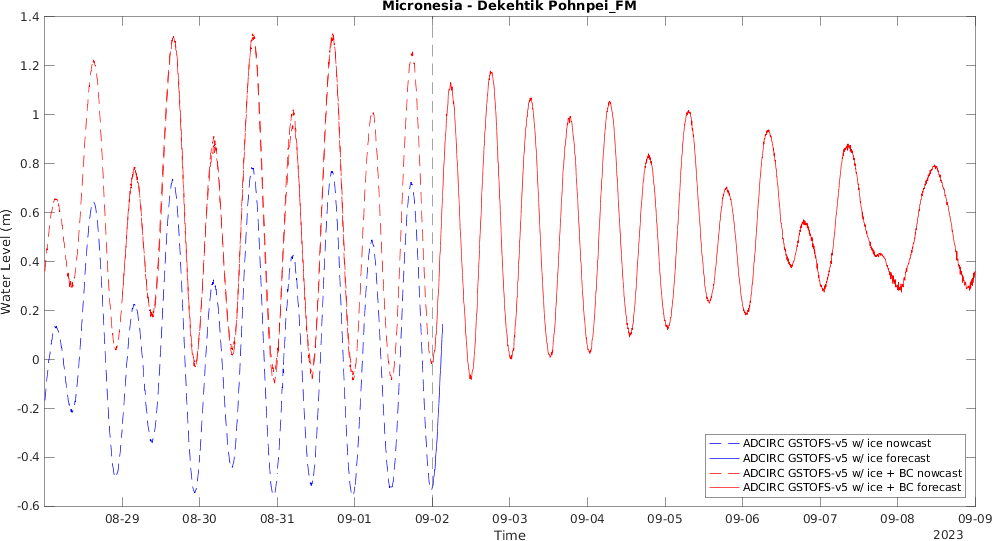 Micronesia - Dekehtik Pohnpei_FM
1.4
1.2
1
0.8
0.6
0.4
0.2
0
-0.2
-0.4
-0.6
Water Level (m)
ADCIRC GSTOFS-v5 w/ ice nowcast
ADCIRC GSTOFS-v5 w/ ice forecast
ADCIRC GSTOFS-v5 w/ ice + BC nowcast
ADCIRC GSTOFS-v5 w/ ice + BC forecast
08-29 08-30 08-31 09-01 09-02 09-03 09-04 09-05 09-06 09-07 09-08 09-09
Time
2023